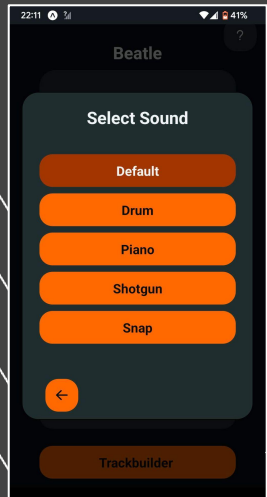 22:11 41%
Beatle
?
Select Sound
Default
Drum
Piano
Shotgun
Snap
Trackbuilder